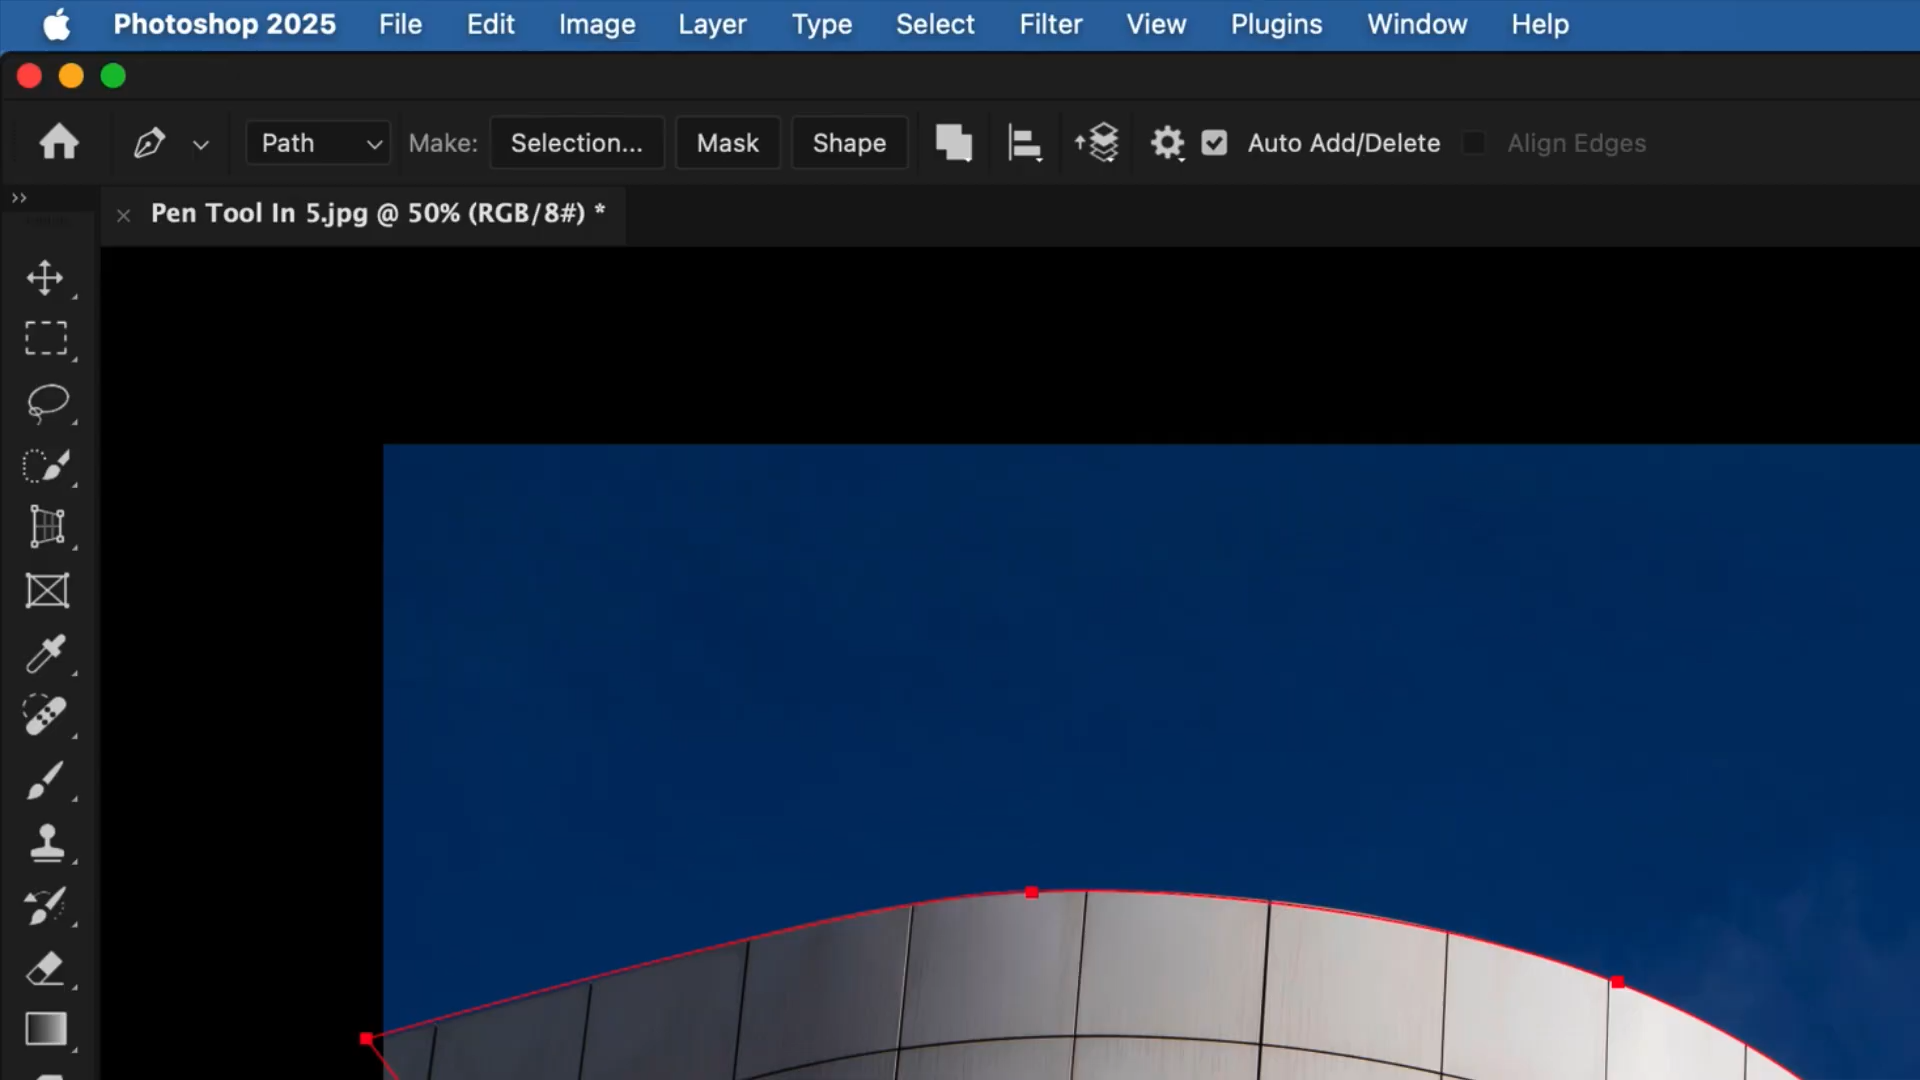 Photoshop 2025 File Edit Image Layer Type Select Filter View Plugins Window Help
Path Make: Selection... Mask Shape Auto Add/Delete Align Edges
Pen Tool In 5.jpg @ 50% (RGB/8#) *